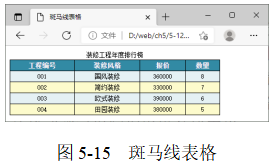 斑马线表格
文件 D:/web/ch5/5-12...
装修工程年度排行榜
工程编号 装修风格 报价 数量
001 国风装修 360000 8
002 简约装修 330000 7
003 欧式装修 390000 6
004 田园装修 380000 5
图 5-15 斑马线表格